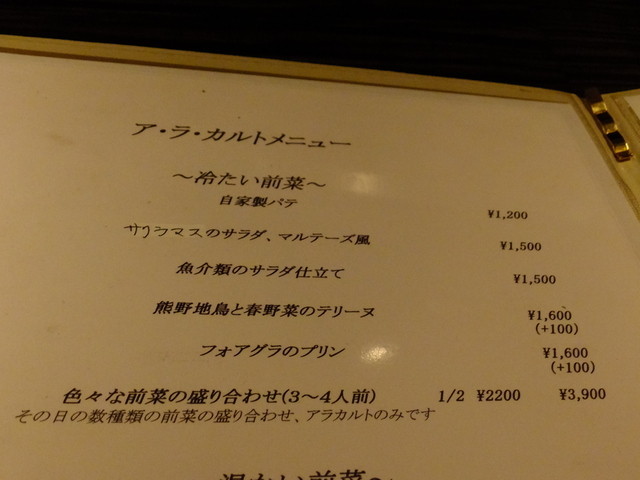 ア・ラ・カルトメニュー
～冷たい前菜～
自家製パテ ¥1,200
サクラマスのサラダ、マルテーズ風 ¥1,500
魚介類のサラダ仕立て ¥1,500
熊野地鳥と春野菜のテリーヌ ¥1,600
(+100)
フォアグラのプリン ¥1,600
(+100)
色々な前菜の盛り合わせ(3～4人前) 1/2 ¥2200 ¥3,900
その日の数種類の前菜の盛り合わせ、アラカルトのみです
温かい前菜～